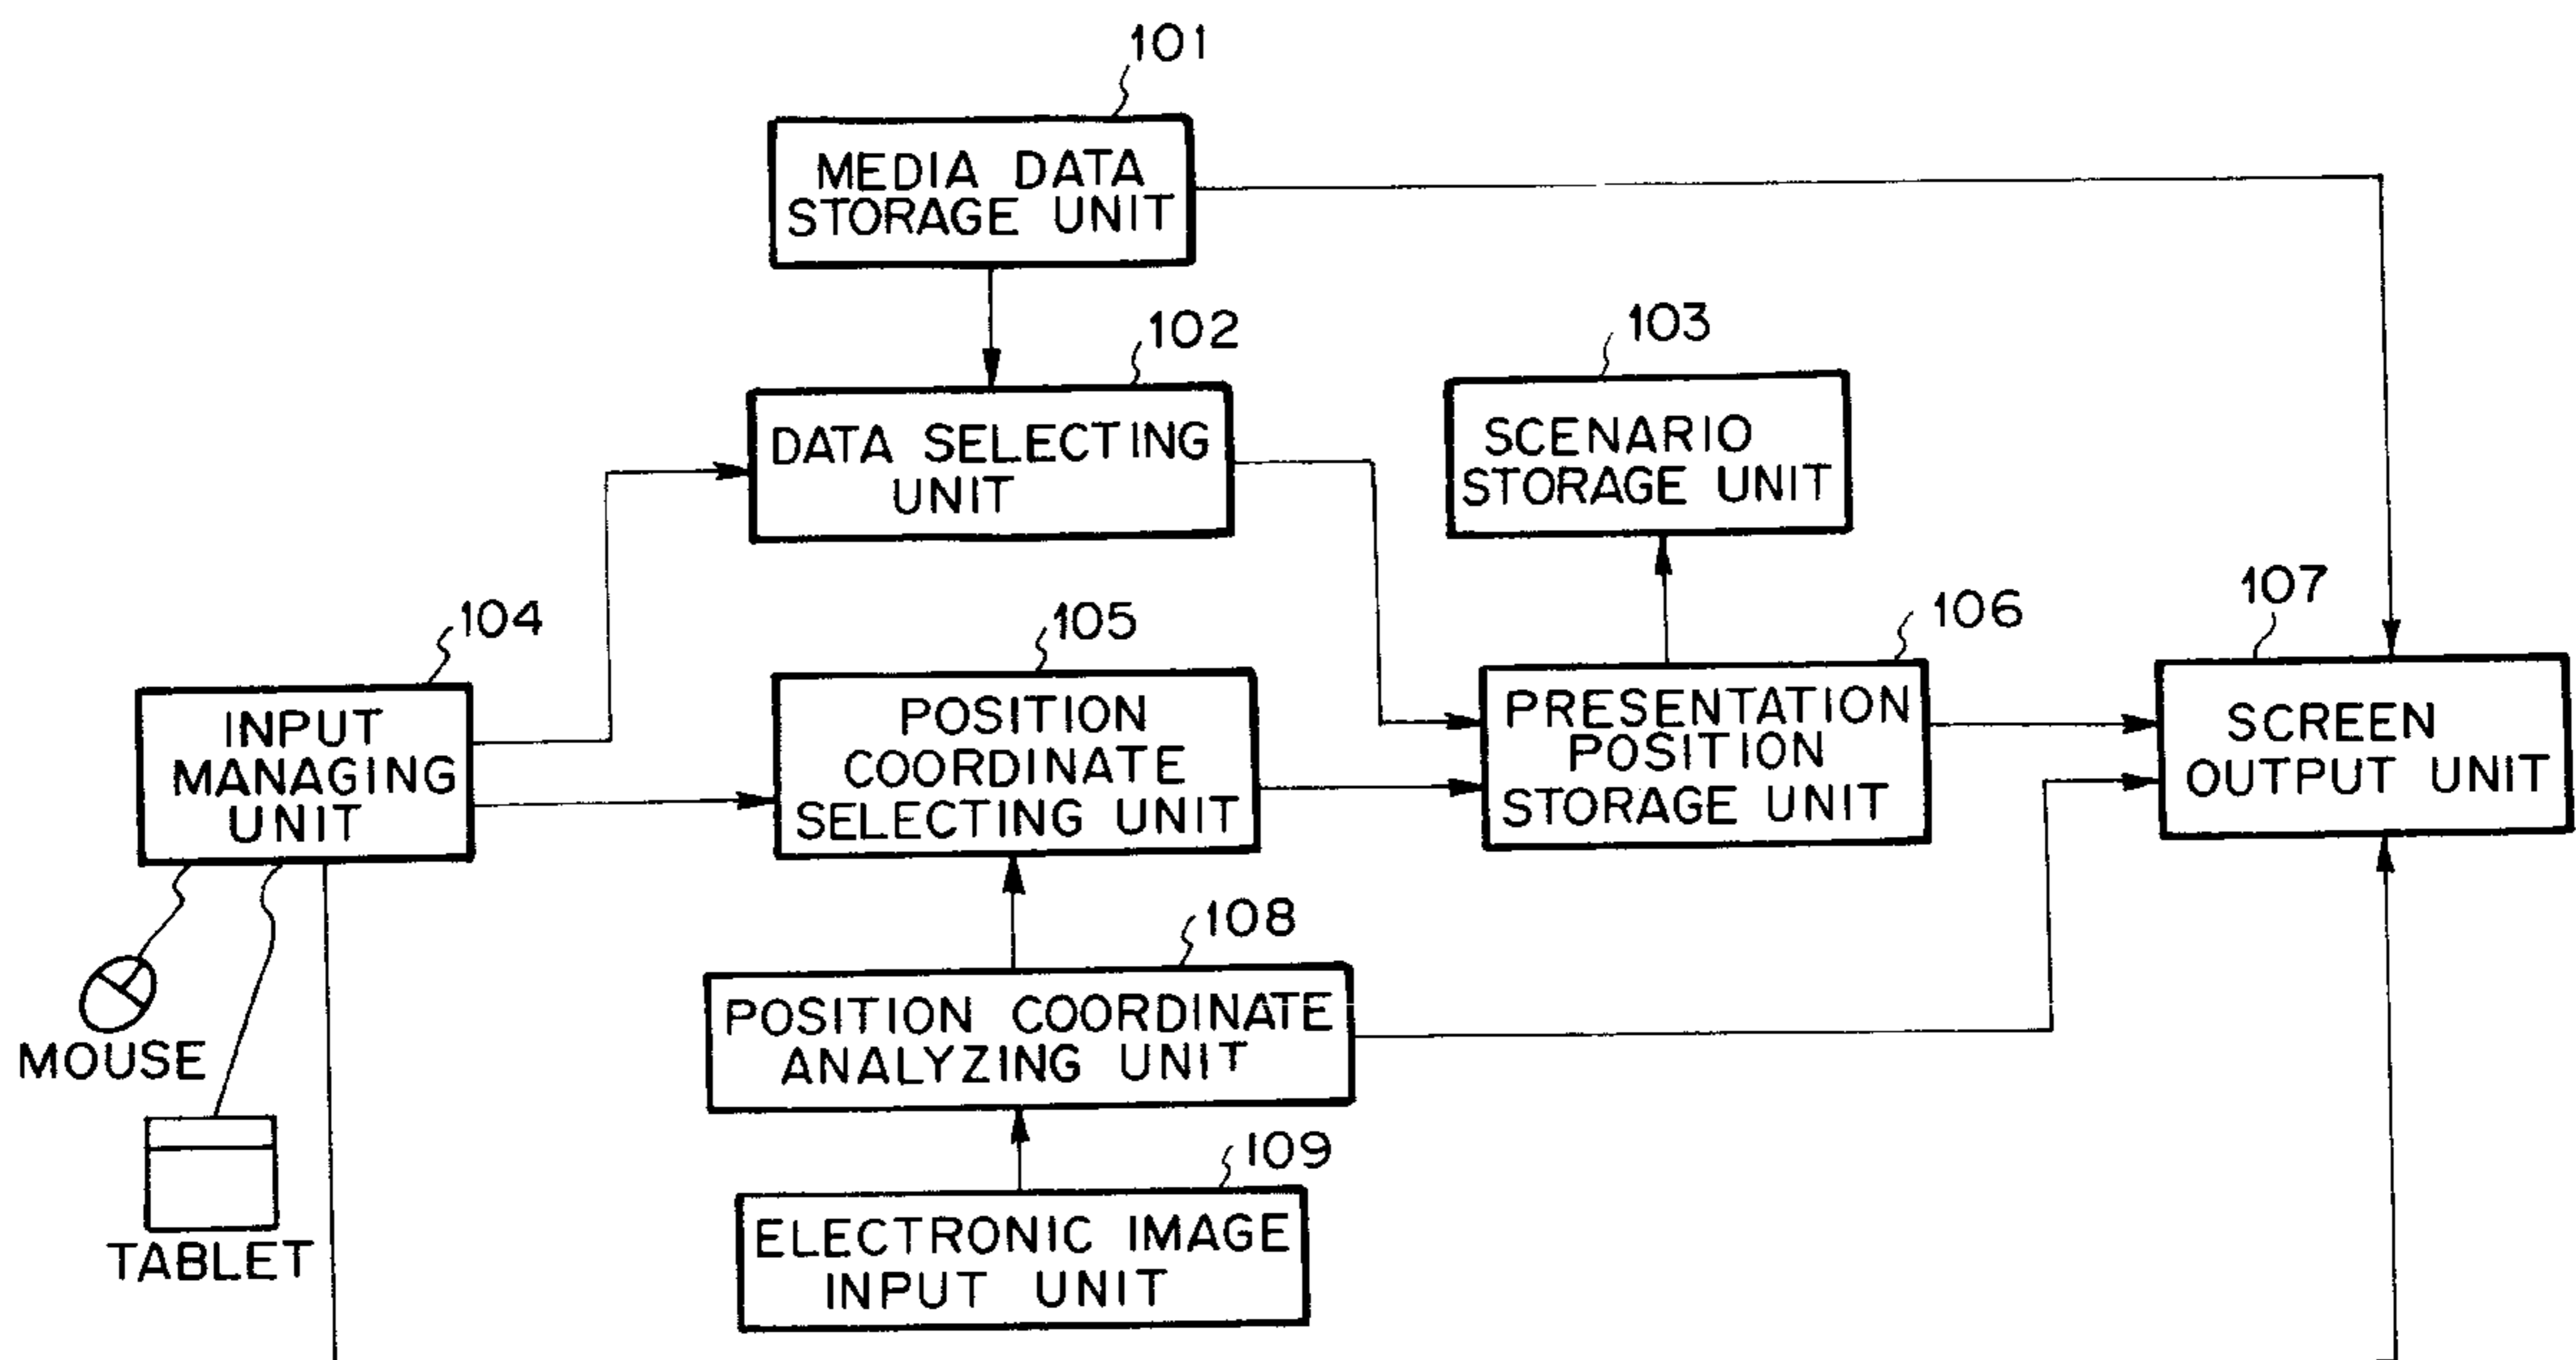 101
MEDIA DATA
STORAGE UNIT
102
DATA SELECTING
UNIT
103
SCENARIO
STORAGE UNIT
104
INPUT
MANAGING
UNIT
105
POSITION
COORDINATE
SELECTING UNIT
106
PRESENTATION
POSITION
STORAGE UNIT
107
SCREEN
OUTPUT UNIT
MOUSE
TABLET
108
POSITION COORDINATE
ANALYZING UNIT
109
ELECTRONIC IMAGE
INPUT UNIT